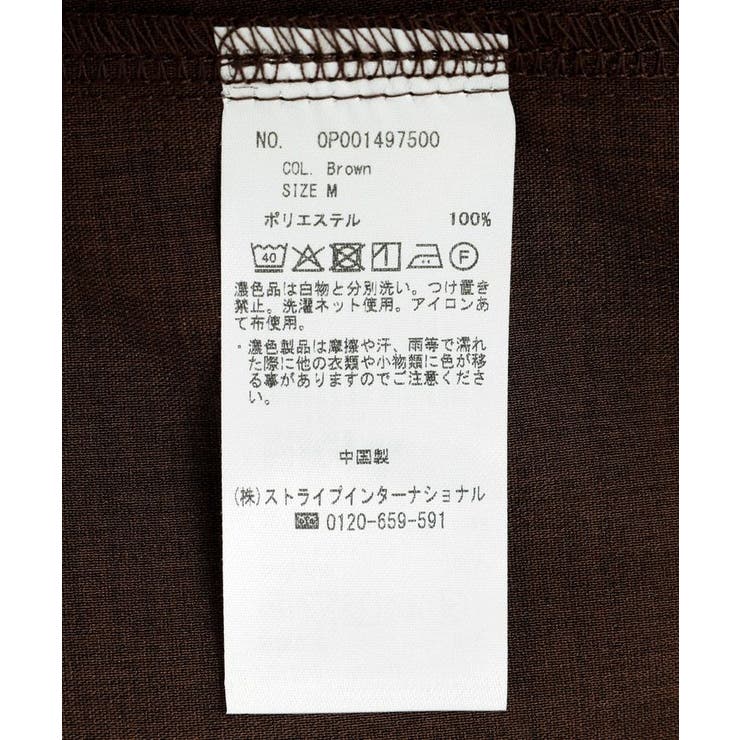 NO. OP001497500
COL. Brown
SIZE M
ポリエステル 100%
40 F
濃色品は白物と分別洗い。つけ置き
禁止。洗濯ネット使用。アイロンあ
て布使用。
・濃色製品は摩擦や汗、雨等で濡れ
た際に他の衣類や小物類に色が移
る事がありますのでご注意くださ
い。
中国製
(株)ストライプインターナショナル
0120-659-591